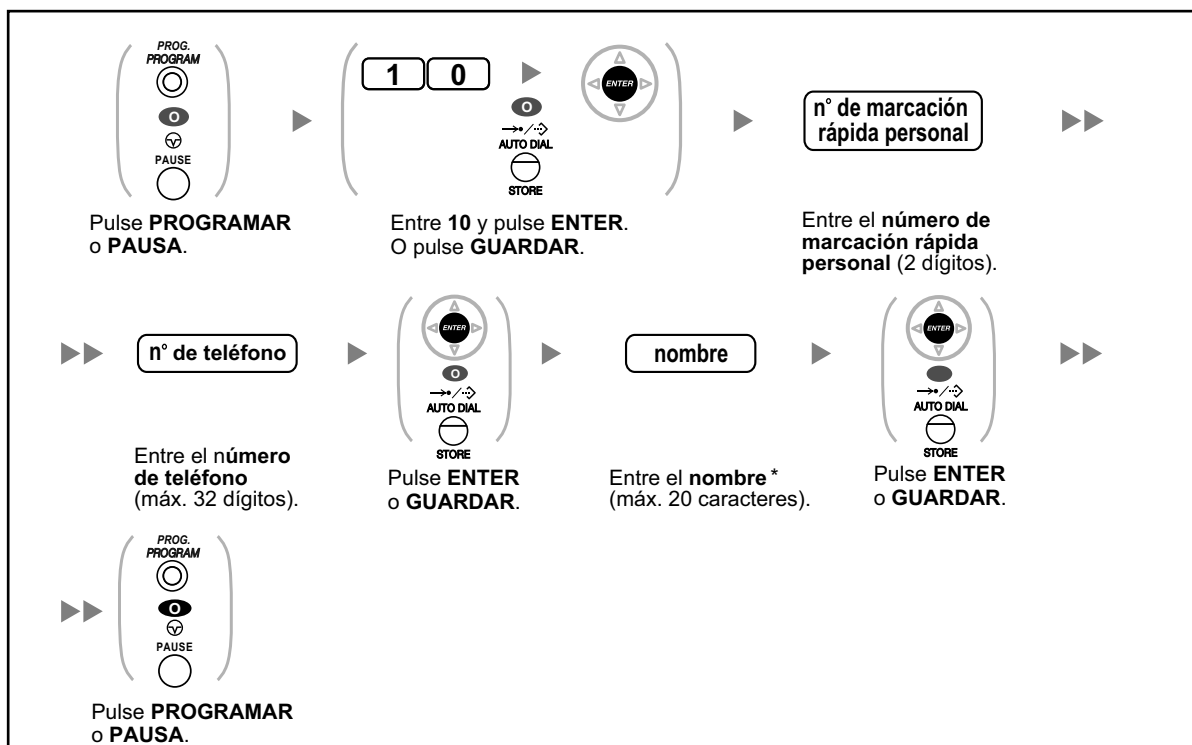 PROG.
PROGRAM
O
PAUSE
Pulse PROGRAMAR
o PAUSA.
1 0
ENTER
O
AUTO DIAL
STORE
Entre 10 y pulse ENTER.
O pulse GUARDAR.
n° de marcación
rápida personal
Entre el número de
marcación rápida
personal (2 dígitos).
n° de teléfono
Entre el número
de teléfono
(máx. 32 dígitos).
ENTER
O
AUTO DIAL
STORE
Pulse ENTER
o GUARDAR.
nombre
Entre el nombre *
(máx. 20 caracteres).
ENTER
AUTO DIAL
STORE
Pulse ENTER
o GUARDAR.
PROG.
PROGRAM
O
PAUSE
Pulse PROGRAMAR
o PAUSA.